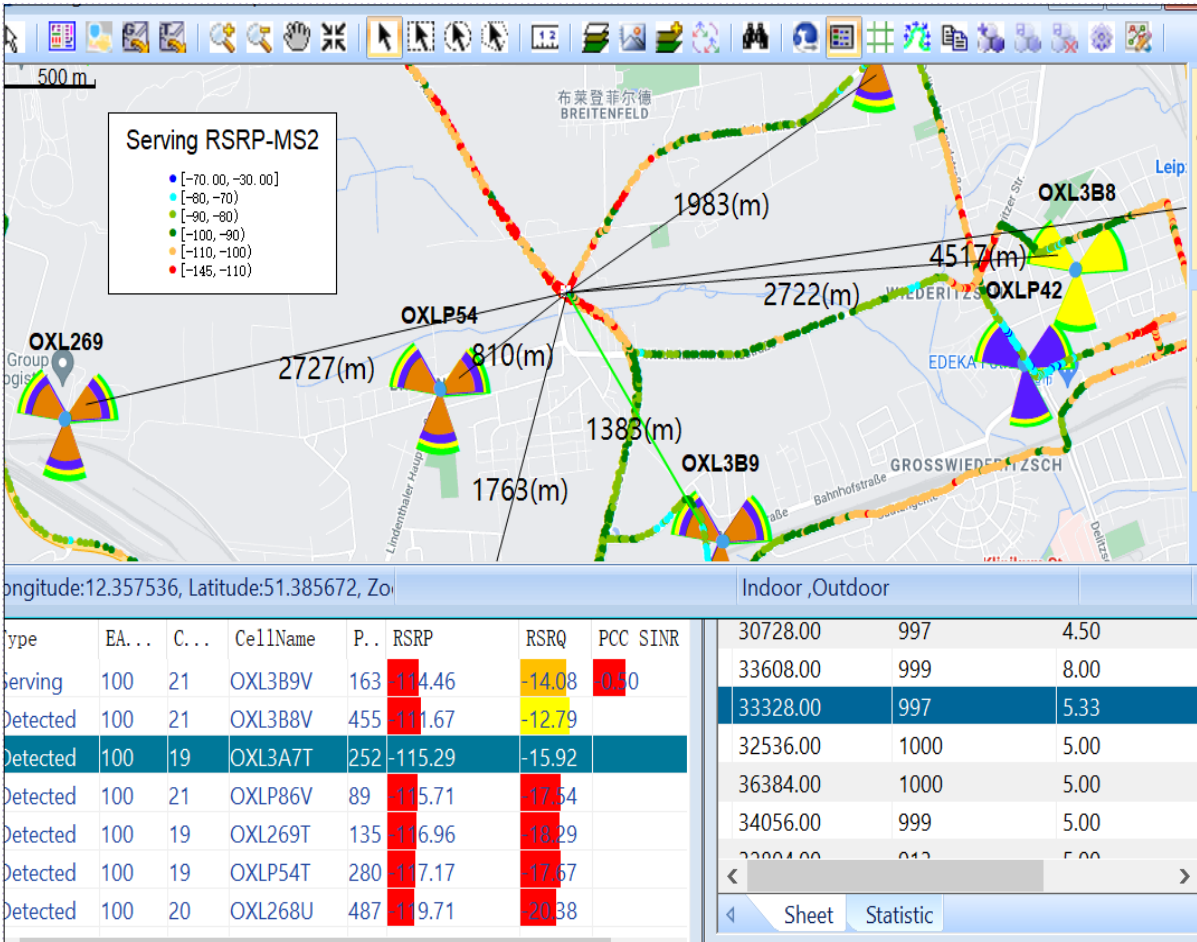 500 m
布莱登菲尔德
BREITENFELD
Serving RSRP-MS2
[-70.00, -30.00]
[-80, -70)
[-90, -80)
[-100, -90)
[-110, -100)
[-145, -110)
1983(m)
Leip
OXL3B8
4517(m)
OXLP42
2722(m)
OXLP54
OXL269
Group
810(m)
2727(m)
EDEKA
1383(m)
OXL3B9
GROSSWIEDERITZSCH
1763(m)
Bahnhofstraße
Lindenthaler Haup
Delitzs
ongitude:12.357536, Latitude:51.385672, Zo
Indoor ,Outdoor
Type EA... C... CellName P.. RSRP RSRQ PCC SINR
Serving 100 21 OXL3B9V 163 -114.46 -14.08 -0.50
Detected 100 21 OXL3B8V 455 -111.67 -12.79
Detected 100 19 OXL3A7T 252 -115.29 -15.92
Detected 100 21 OXLP86V 89 -115.71 -17.54
Detected 100 19 OXL269T 135 -116.96 -18.29
Detected 100 19 OXLP54T 280 -117.17 -17.67
Detected 100 20 OXL268U 487 -119.71 -20.38
30728.00 997 4.50
33608.00 999 8.00
33328.00 997 5.33
32536.00 1000 5.00
36384.00 1000 5.00
34056.00 999 5.00
Sheet Statistic